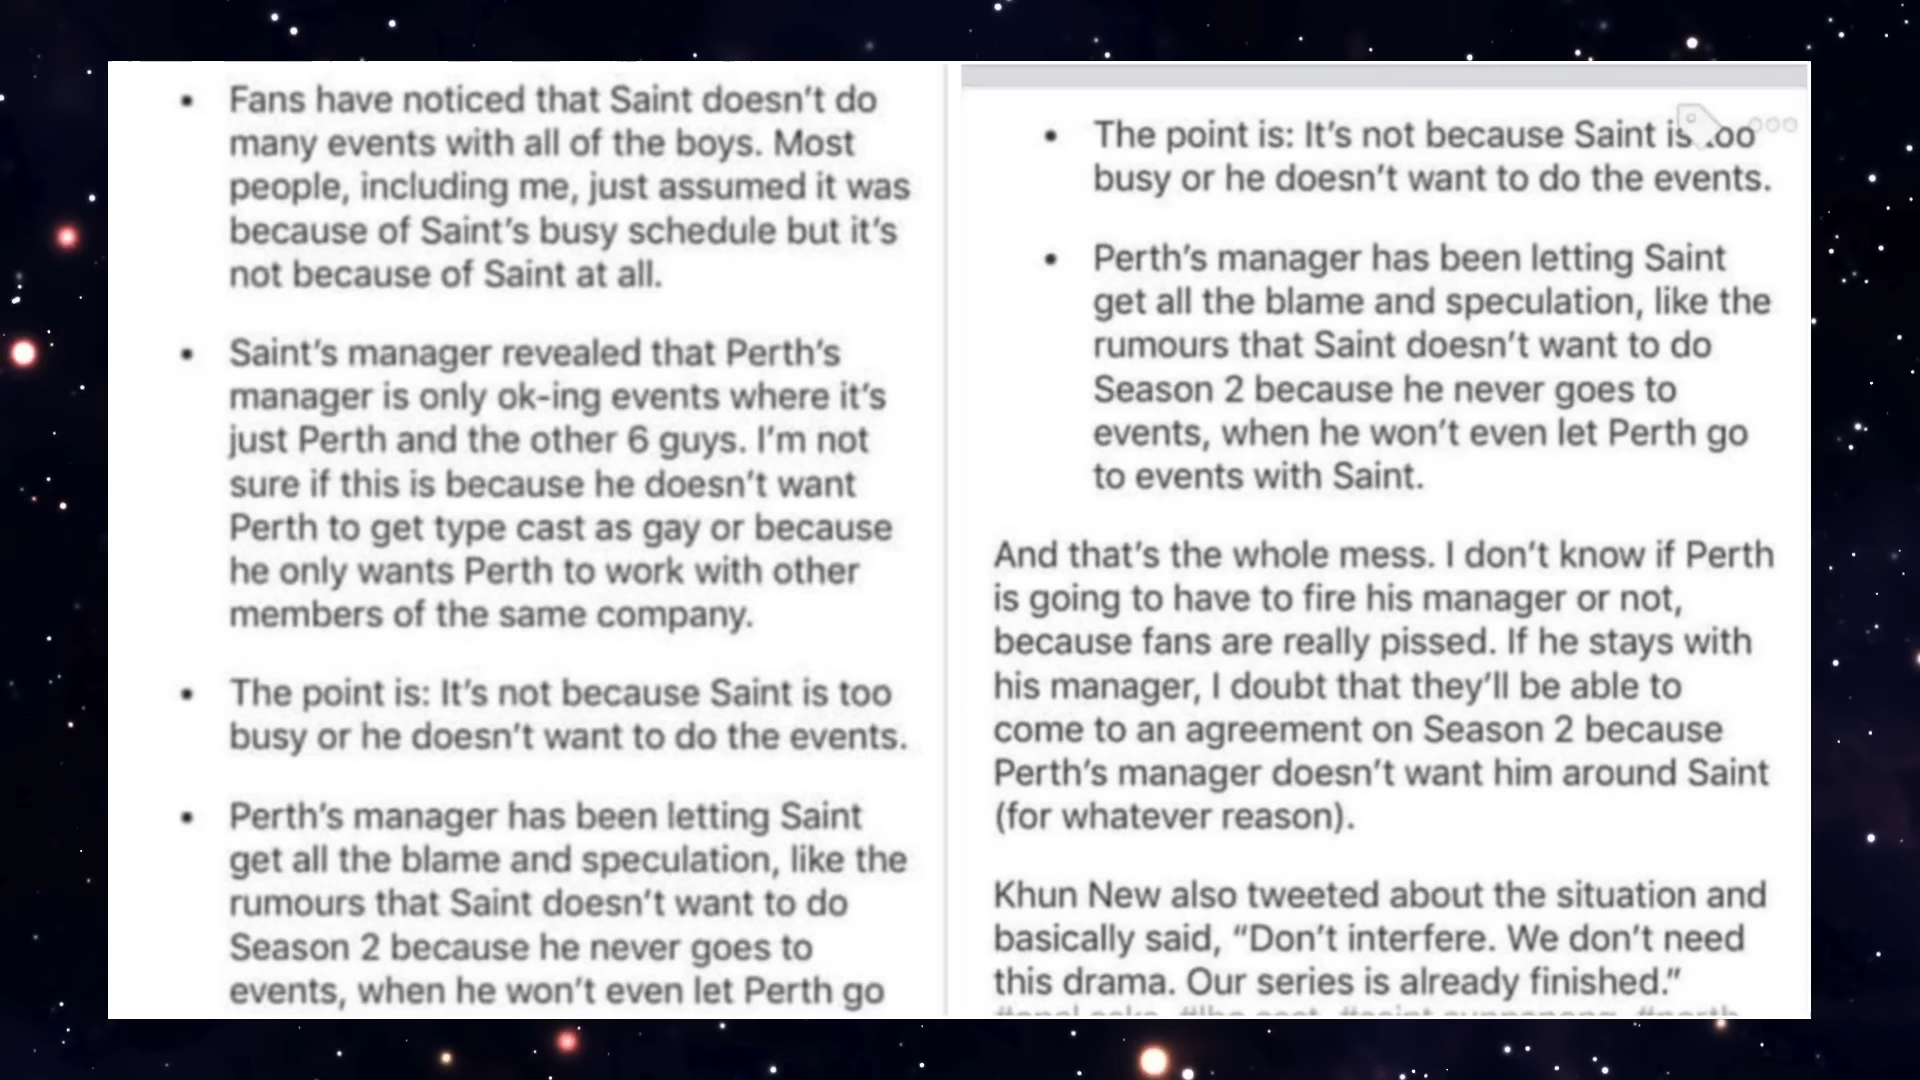 • Fans have noticed that Saint doesn’t do
many events with all of the boys. Most
people, including me, just assumed it was
because of Saint’s busy schedule but it’s
not because of Saint at all.
• Saint’s manager revealed that Perth’s
manager is only ok-ing events where it’s
just Perth and the other 6 guys. I’m not
sure if this is because he doesn’t want
Perth to get type cast as gay or because
he only wants Perth to work with other
members of the same company.
• The point is: It’s not because Saint is too
busy or he doesn’t want to do the events.
• Perth’s manager has been letting Saint
get all the blame and speculation, like the
rumours that Saint doesn’t want to do
Season 2 because he never goes to
events, when he won’t even let Perth go
• The point is: It’s not because Saint is too
busy or he doesn’t want to do the events.
• Perth’s manager has been letting Saint
get all the blame and speculation, like the
rumours that Saint doesn’t want to do
Season 2 because he never goes to
events, when he won’t even let Perth go
to events with Saint.
And that’s the whole mess. I don’t know if Perth
is going to have to fire his manager or not,
because fans are really pissed. If he stays with
his manager, I doubt that they’ll be able to
come to an agreement on Season 2 because
Perth’s manager doesn’t want him around Saint
(for whatever reason).
Khun New also tweeted about the situation and
basically said, “Don’t interfere. We don’t need
this drama. Our series is already finished.”